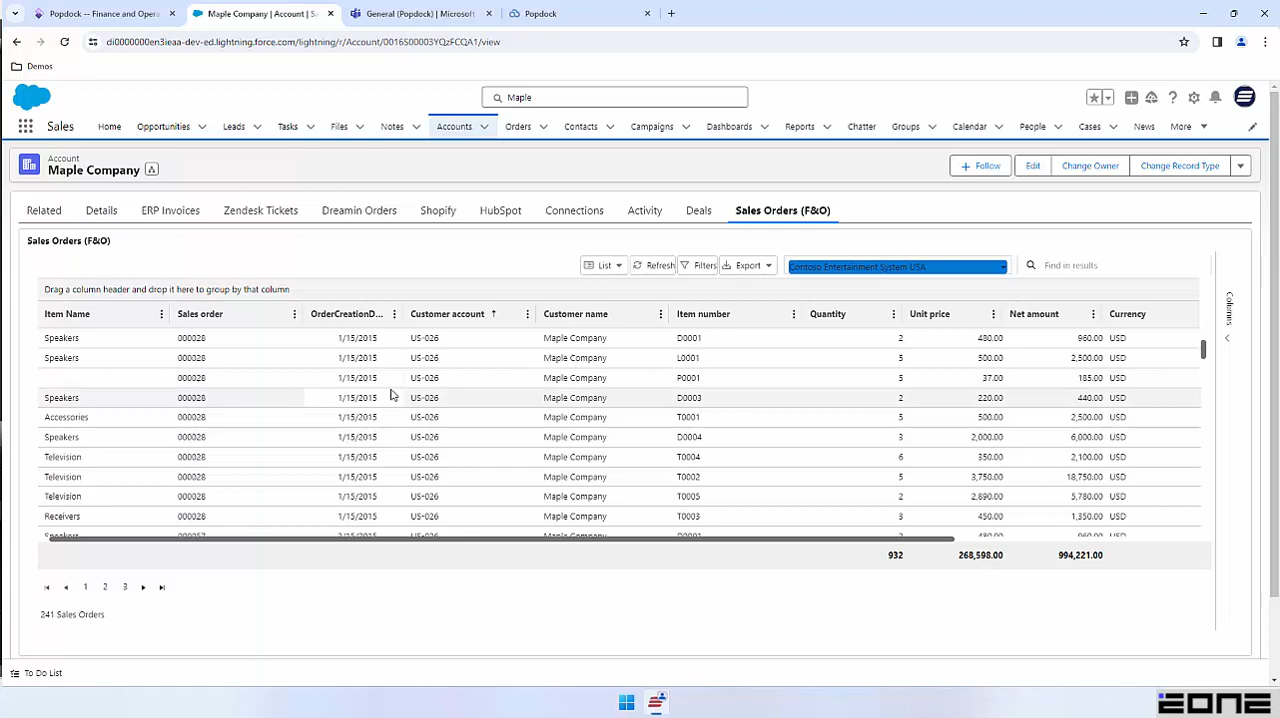 Popdock -- Finance and Oper Maple Company | Account | S General (Popdock) | Microsoft Popdock
di0000000en3ieaa-dev-ed.lightning.force.com/lightning/r/Account/0016S00003YQzFCQA1/view
Demos
Maple
Sales Home Opportunities Leads Tasks Files Notes Accounts Orders Contacts Campaigns Dashboards Reports Chatter Groups Calendar People Cases News More
Account
Maple Company
+ Follow Edit Change Owner Change Record Type
Related Details ERP Invoices Zendesk Tickets Dreamin Orders Shopify HubSpot Connections Activity Deals Sales Orders (F&O)
Sales Orders (F&O)
List Refresh Filters Export Contoso Entertainment System USA Find in results
Columns
Drag a column header and drop it here to group by that column
Item Name Sales order OrderCreationD... Customer account ↑ Customer name Item number Quantity Unit price Net amount Currency
Speakers 000028 1/15/2015 US-026 Maple Company D0001 2 480.00 960.00 USD
Speakers 000028 1/15/2015 US-026 Maple Company L0001 5 500.00 2,500.00 USD
000028 1/15/2015 US-026 Maple Company P0001 5 37.00 185.00 USD
Speakers 000028 1/15/2015 US-026 Maple Company D0003 2 220.00 440.00 USD
Accessories 000028 1/15/2015 US-026 Maple Company T0001 5 500.00 2,500.00 USD
Speakers 000028 1/15/2015 US-026 Maple Company D0004 3 2,000.00 6,000.00 USD
Television 000028 1/15/2015 US-026 Maple Company T0004 6 350.00 2,100.00 USD
Television 000028 1/15/2015 US-026 Maple Company T0002 5 3,750.00 18,750.00 USD
Television 000028 1/15/2015 US-026 Maple Company T0005 2 2,890.00 5,780.00 USD
Receivers 000028 1/15/2015 US-026 Maple Company T0003 3 450.00 1,350.00 USD
932 268,598.00 994,221.00
1 2 3
241 Sales Orders
To Do List
eone